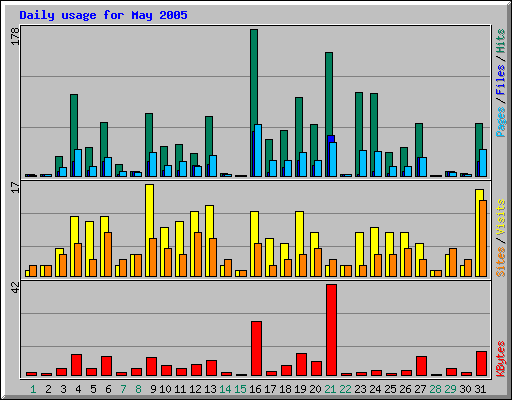 Daily usage for May 2005
178
Pages / Files / Hits
17
Sites / Visits
42
KBytes
1 2 3 4 5 6 7 8 9 10 11 12 13 14 15 16 17 18 19 20 21 22 23 24 25 26 27 28 29 30 31